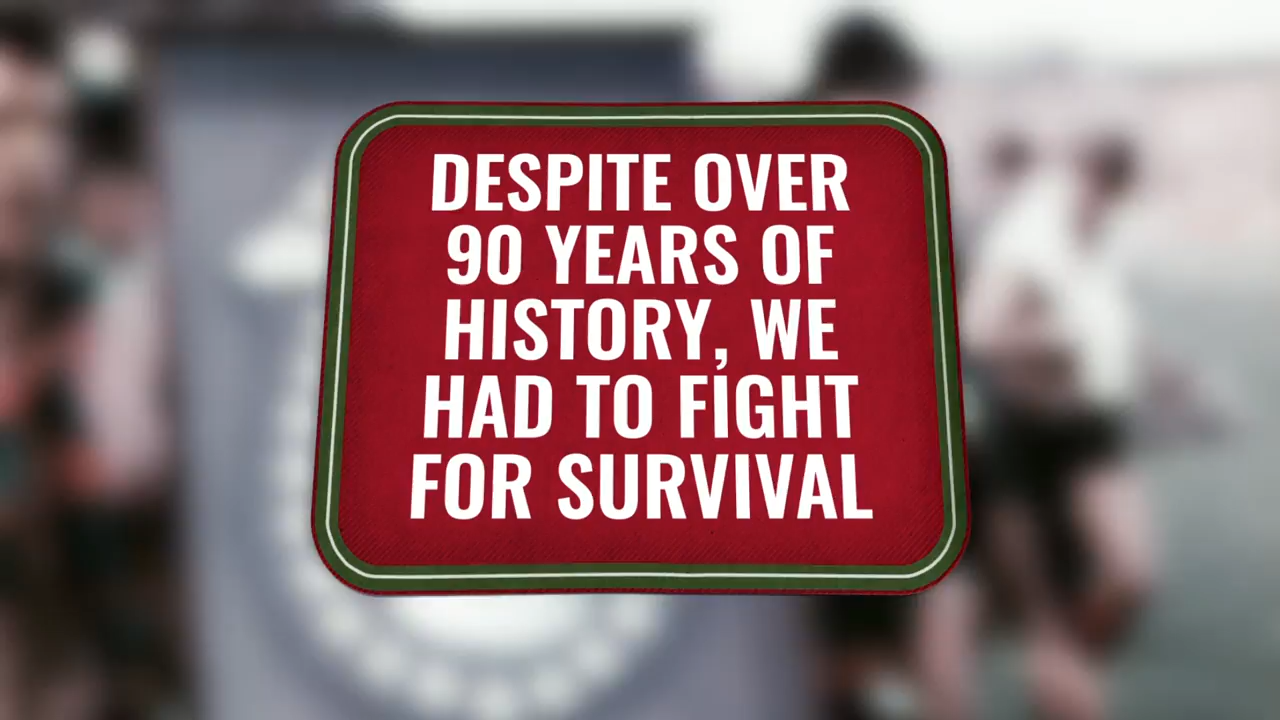 DESPITE OVER
90 YEARS OF
HISTORY, WE
HAD TO FIGHT
FOR SURVIVAL